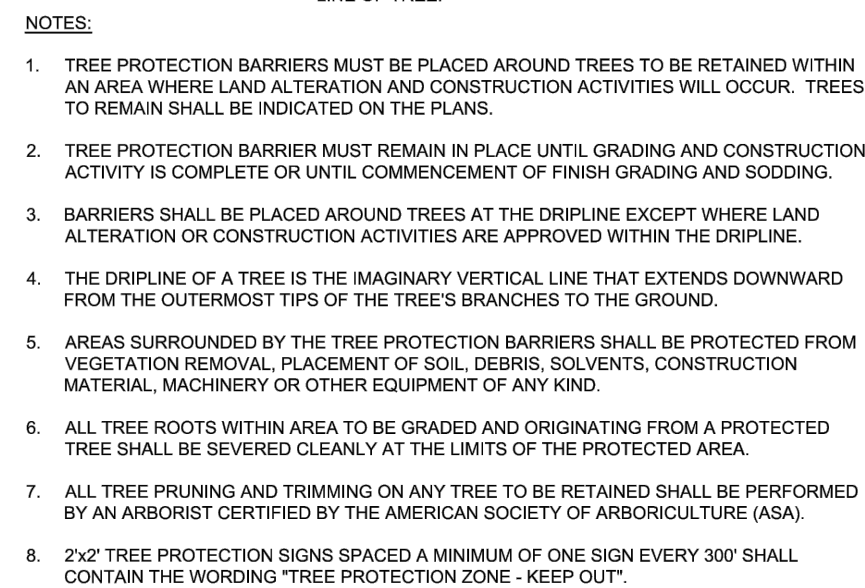 LINE OF TREE.
NOTES:
1. TREE PROTECTION BARRIERS MUST BE PLACED AROUND TREES TO BE RETAINED WITHIN
AN AREA WHERE LAND ALTERATION AND CONSTRUCTION ACTIVITIES WILL OCCUR. TREES
TO REMAIN SHALL BE INDICATED ON THE PLANS.
2. TREE PROTECTION BARRIER MUST REMAIN IN PLACE UNTIL GRADING AND CONSTRUCTION
ACTIVITY IS COMPLETE OR UNTIL COMMENCEMENT OF FINISH GRADING AND SODDING.
3. BARRIERS SHALL BE PLACED AROUND TREES AT THE DRIPLINE EXCEPT WHERE LAND
ALTERATION OR CONSTRUCTION ACTIVITIES ARE APPROVED WITHIN THE DRIPLINE.
4. THE DRIPLINE OF A TREE IS THE IMAGINARY VERTICAL LINE THAT EXTENDS DOWNWARD
FROM THE OUTERMOST TIPS OF THE TREE'S BRANCHES TO THE GROUND.
5. AREAS SURROUNDED BY THE TREE PROTECTION BARRIERS SHALL BE PROTECTED FROM
VEGETATION REMOVAL, PLACEMENT OF SOIL, DEBRIS, SOLVENTS, CONSTRUCTION
MATERIAL, MACHINERY OR OTHER EQUIPMENT OF ANY KIND.
6. ALL TREE ROOTS WITHIN AREA TO BE GRADED AND ORIGINATING FROM A PROTECTED
TREE SHALL BE SEVERED CLEANLY AT THE LIMITS OF THE PROTECTED AREA.
7. ALL TREE PRUNING AND TRIMMING ON ANY TREE TO BE RETAINED SHALL BE PERFORMED
BY AN ARBORIST CERTIFIED BY THE AMERICAN SOCIETY OF ARBORICULTURE (ASA).
8. 2'x2' TREE PROTECTION SIGNS SPACED A MINIMUM OF ONE SIGN EVERY 300' SHALL
CONTAIN THE WORDING "TREE PROTECTION ZONE - KEEP OUT".